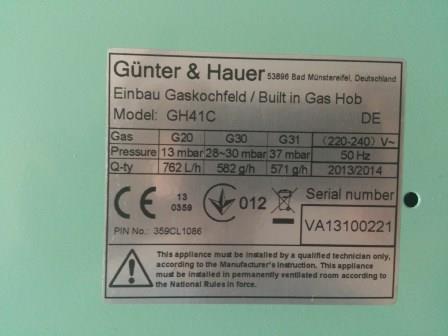 Günter & Hauer 53896 Bad Münstereifel, Deutschland
Einbau Gaskochfeld / Built in Gas Hob
Model: GH41C DE
Gas G20 G30 G31 (220-240) V~
Pressure 13 mbar 28~30 mbar 37 mbar 50 Hz
Q-ty 762 L/h 582 g/h 571 g/h 2013/2014
CE 13 0359 012 Serial number
PIN No.: 359CL1086 VA13100221
This appliance must be installed by a qualified technician only,
according to the Manufacturer's instruction. This appliance
must be installed in permanently ventilated room according to
the National Rules in force.